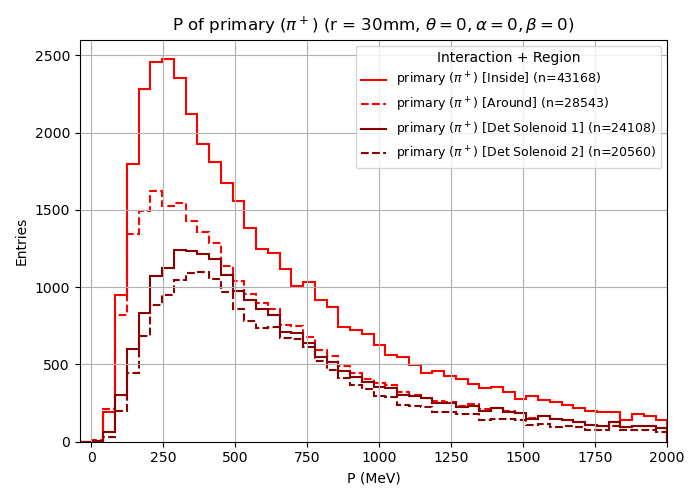 P of primary (π⁺) (r = 30mm, θ = 0, α = 0, β = 0)
Entries
2500
2000
1500
1000
500
0
Interaction + Region
primary (π⁺) [Inside] (n=43168)
primary (π⁺) [Around] (n=28543)
primary (π⁺) [Det Solenoid 1] (n=24108)
primary (π⁺) [Det Solenoid 2] (n=20560)
0 250 500 750 1000 1250 1500 1750 2000
P (MeV)